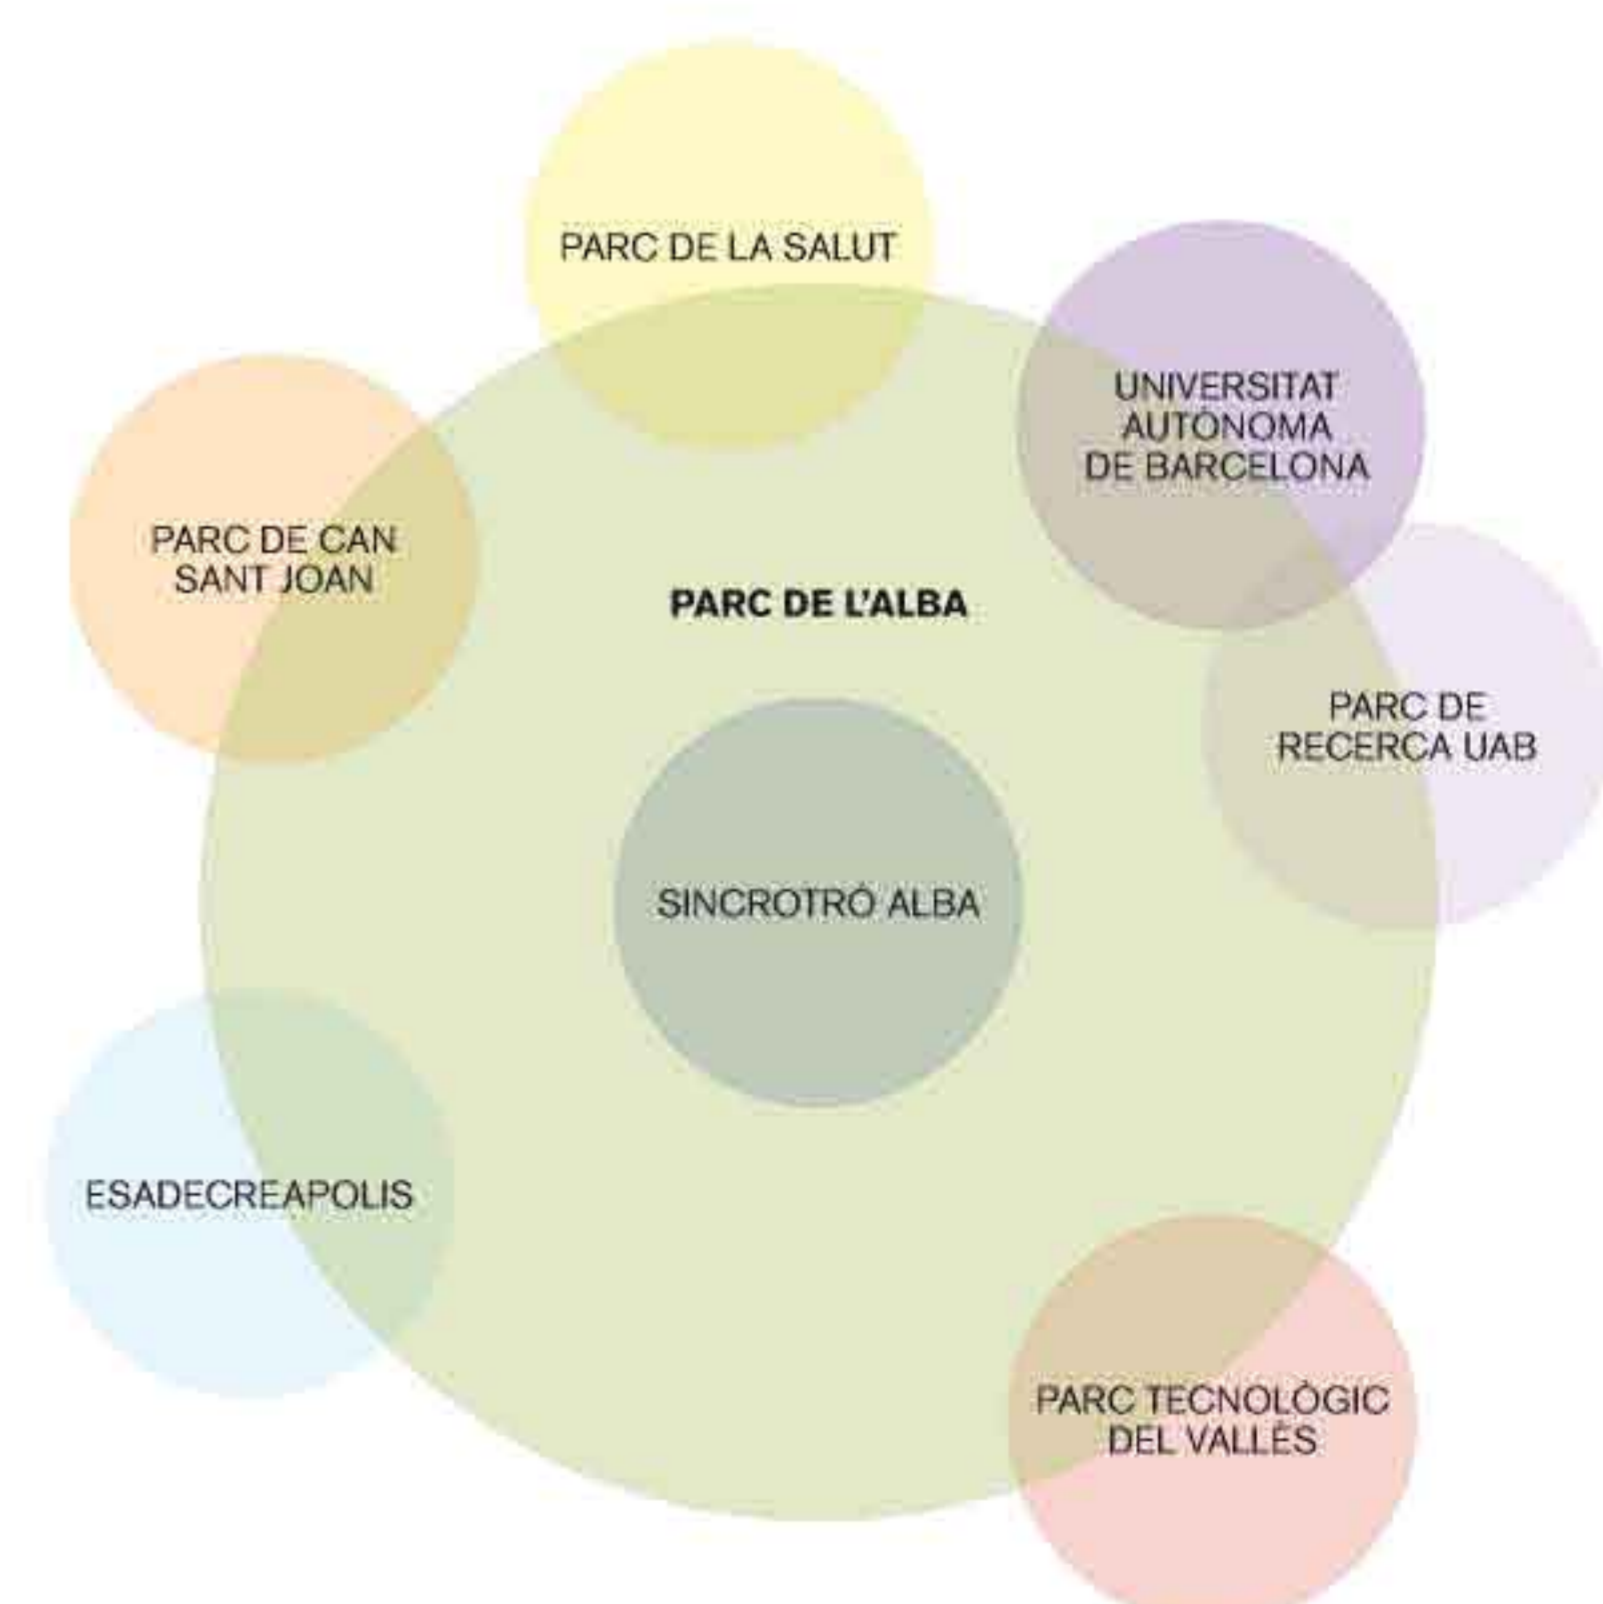 PARC DE LA SALUT
UNIVERSITAT
AUTÒNOMA
DE BARCELONA
PARC DE CAN
SANT JOAN
PARC DE L'ALBA
PARC DE
RECERCA UAB
SINCROTRÓ ALBA
ESADECREAPOLIS
PARC TECNOLÒGIC
DEL VALLÈS